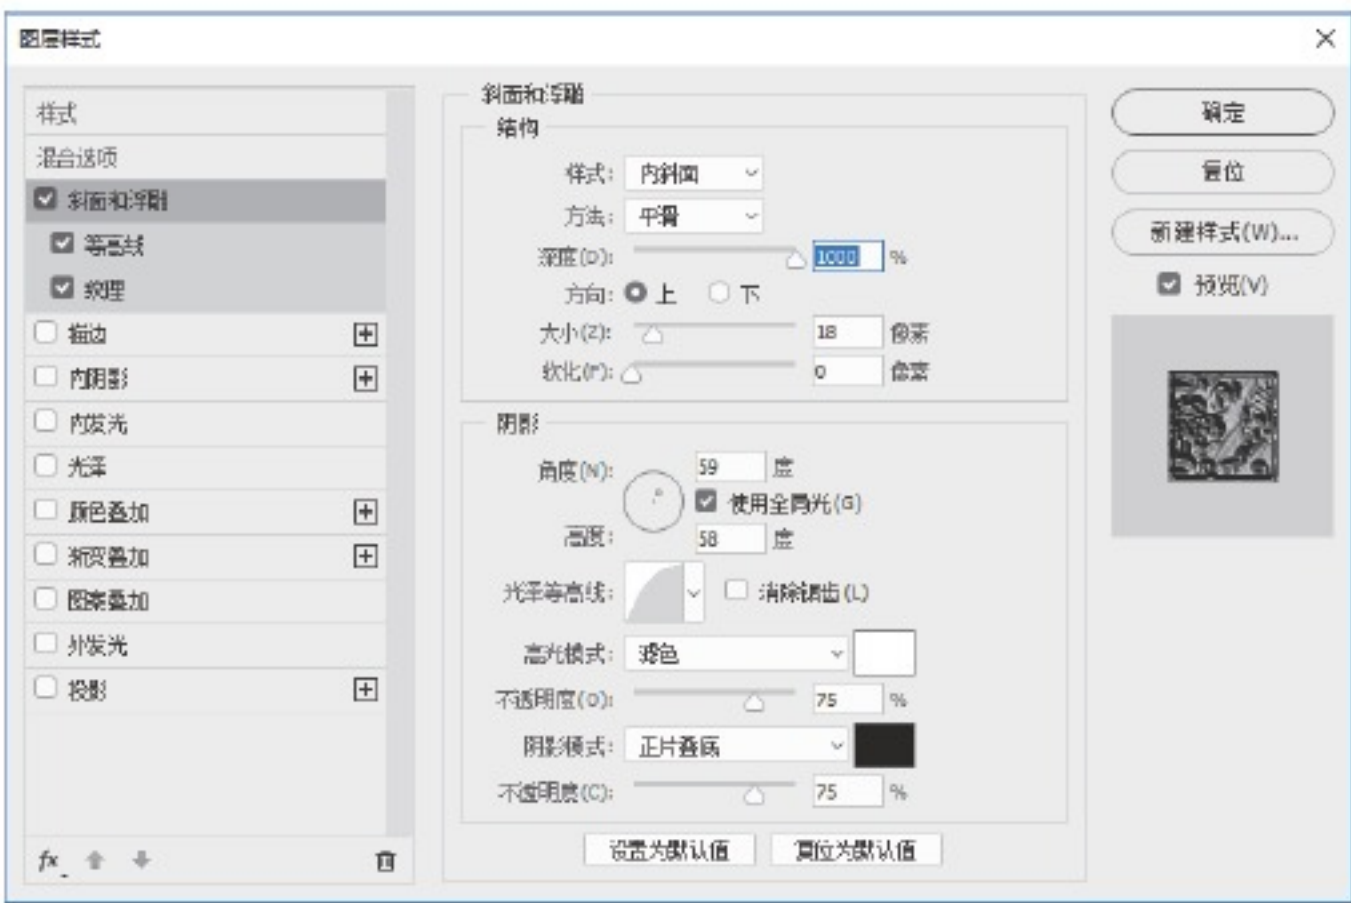 图层样式
样式
混合选项
斜面和浮雕
等高线
纹理
描边
内阴影
内发光
光泽
颜色叠加
渐变叠加
图案叠加
外发光
投影
fx
斜面和浮雕
结构
样式: 内斜面
方法: 平滑
深度(D): 1000 %
方向: 上 下
大小(Z): 18 像素
软化(F): 0 像素
阴影
角度(N): 59 度
使用全局光(G)
高度: 58 度
光泽等高线: 消除锯齿(L)
高光模式: 滤色
不透明度(O): 75 %
阴影模式: 正片叠底
不透明度(C): 75 %
设置为默认值 复位为默认值
确定
复位
新建样式(W)...
预览(V)